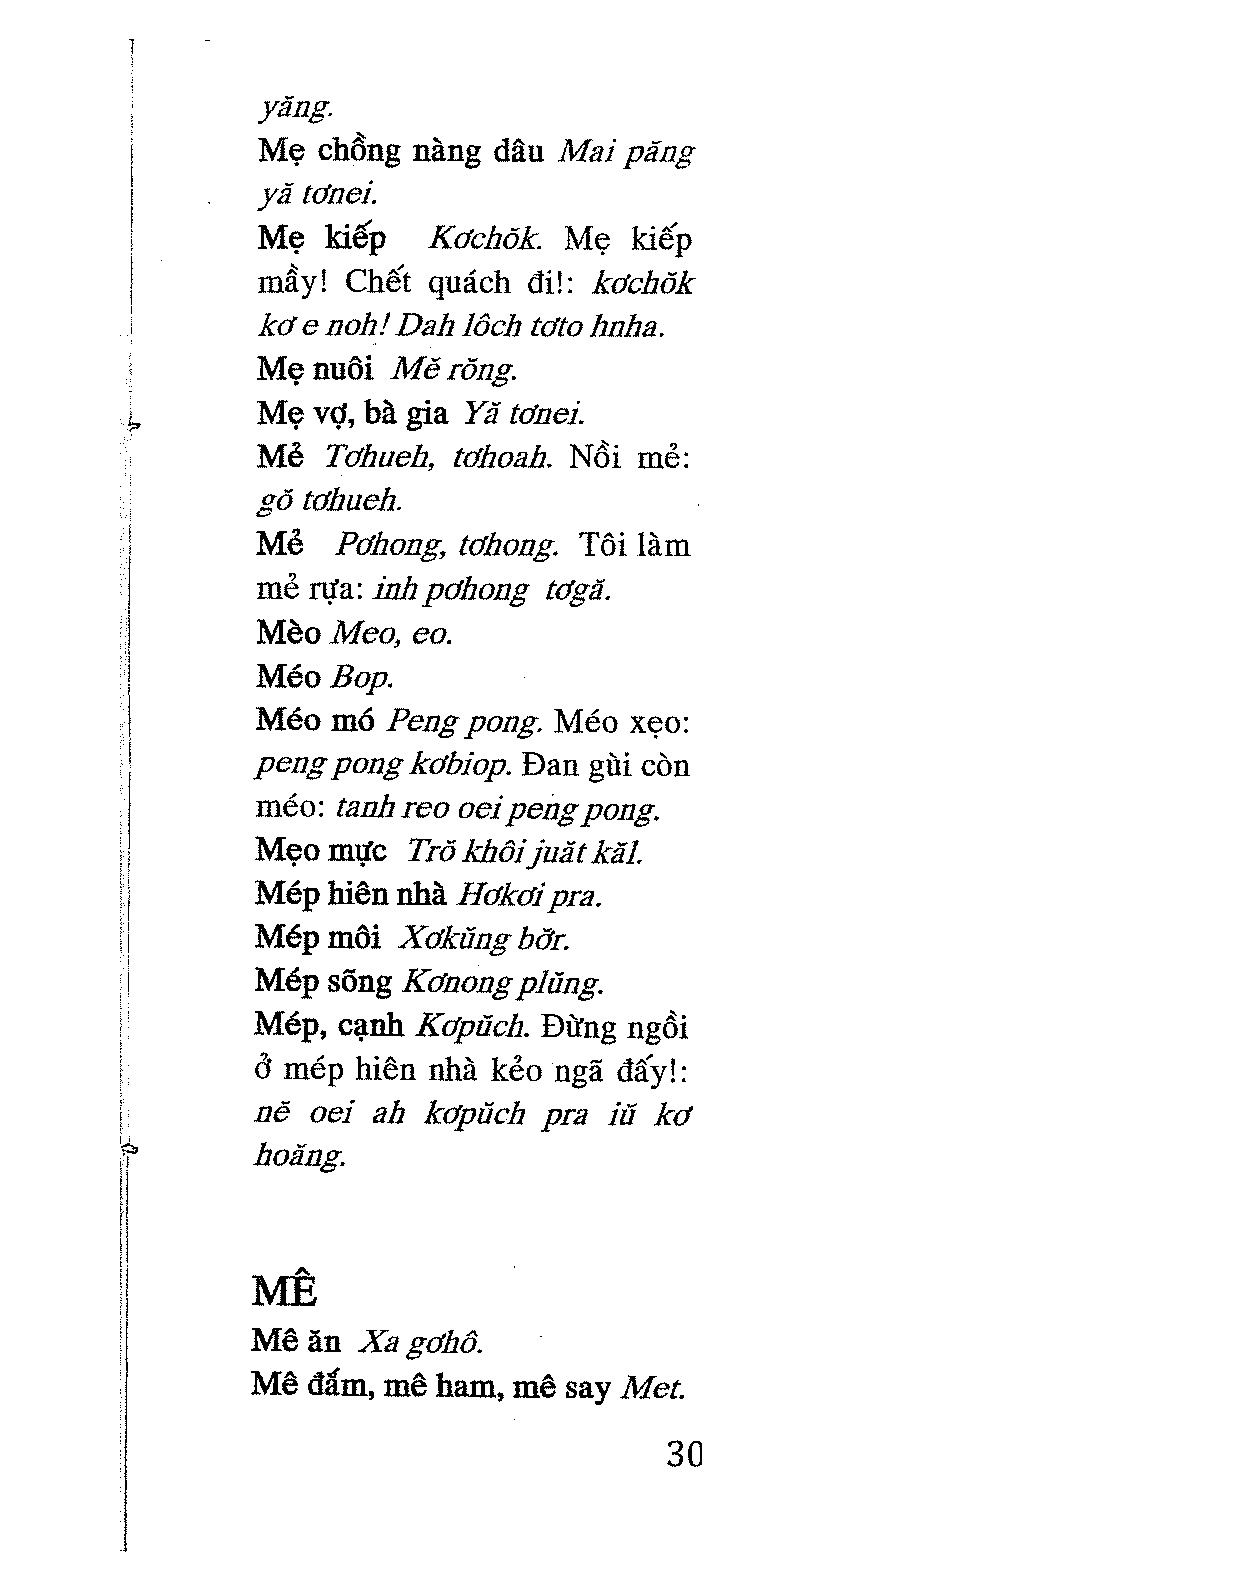 yăng.
Mẹ chồng nàng dâu Mai păng
yă tơnei.
Mẹ kiếp Kơchŏk. Mẹ kiếp
mầy! Chết quách đi!: kơchŏk
kơ e noh! Dah lôch tơto hnha.
Mẹ nuôi Mĕ rŏng.
Mẹ vợ, bà gia Yă tơnei.
Mẻ Tơhueh, tơhoah. Nồi mẻ:
gŏ tơhueh.
Mẻ Pơhong, tơhong. Tôi làm
mẻ rựa: inh pơhong tơgă.
Mèo Meo, eo.
Méo Bop.
Méo mó Peng pong. Méo xẹo:
peng pong kơbiop. Đan gùi còn
méo: tanh reo oei peng pong.
Mẹo mực Trŏ khôi juăt kăl.
Mép hiên nhà Hơkơi pra.
Mép môi Xơkŭng bơ̆r.
Mép sông Kơnong plŭng.
Mép, cạnh Kơpŭch. Đừng ngồi
ở mép hiên nhà kẻo ngã đấy!:
nĕ oei ah kơpŭch pra iŭ kơ
hoăng.
MÊ
Mê ăn Xa gơhô.
Mê đắm, mê ham, mê say Met.
30